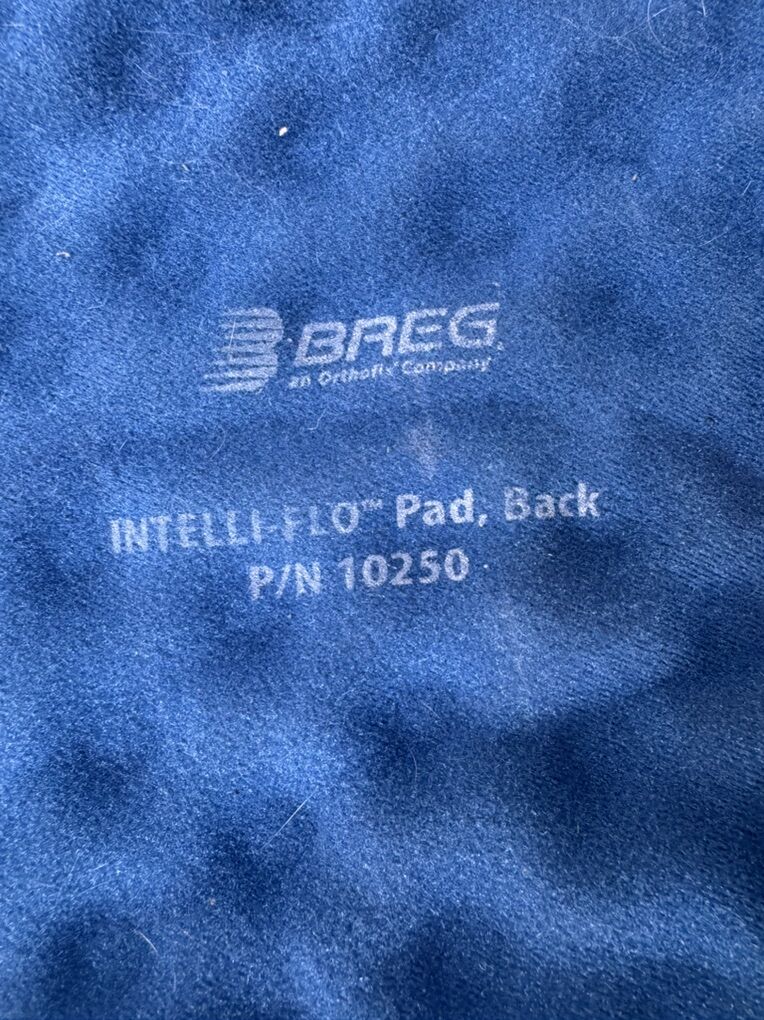 BREG®
an Orthofix® Company
INTELLI-FLO™ Pad, Back
P/N 10250